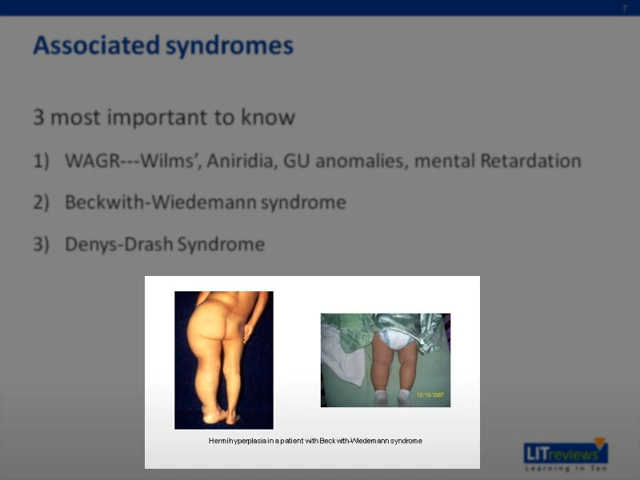 7
Associated syndromes
3 most important to know
1) WAGR---Wilms', Aniridia, GU anomalies, mental Retardation
2) Beckwith-Wiedemann syndrome
3) Denys-Drash Syndrome
12/15/2007
Hemihyperplasia in a patient with Beckwith-Wiedemann syndrome
LITreviews
Learning In Ten